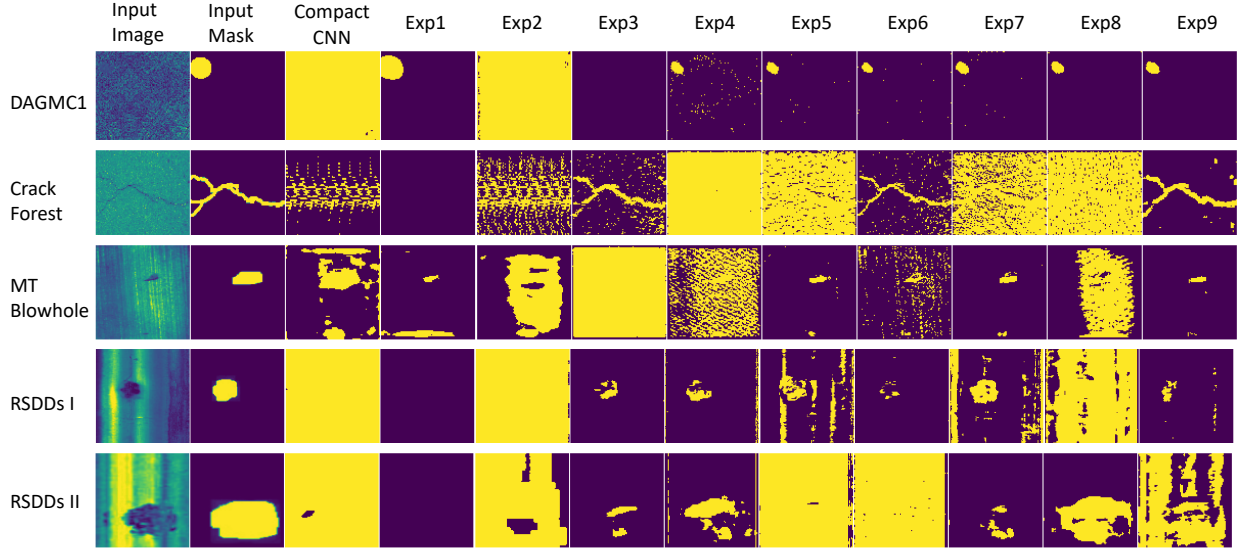 Input Image
Input Mask
Compact CNN
Exp1
Exp2
Exp3
Exp4
Exp5
Exp6
Exp7
Exp8
Exp9
DAGMC1
Crack Forest
MT Blowhole
RSDDs I
RSDDs II